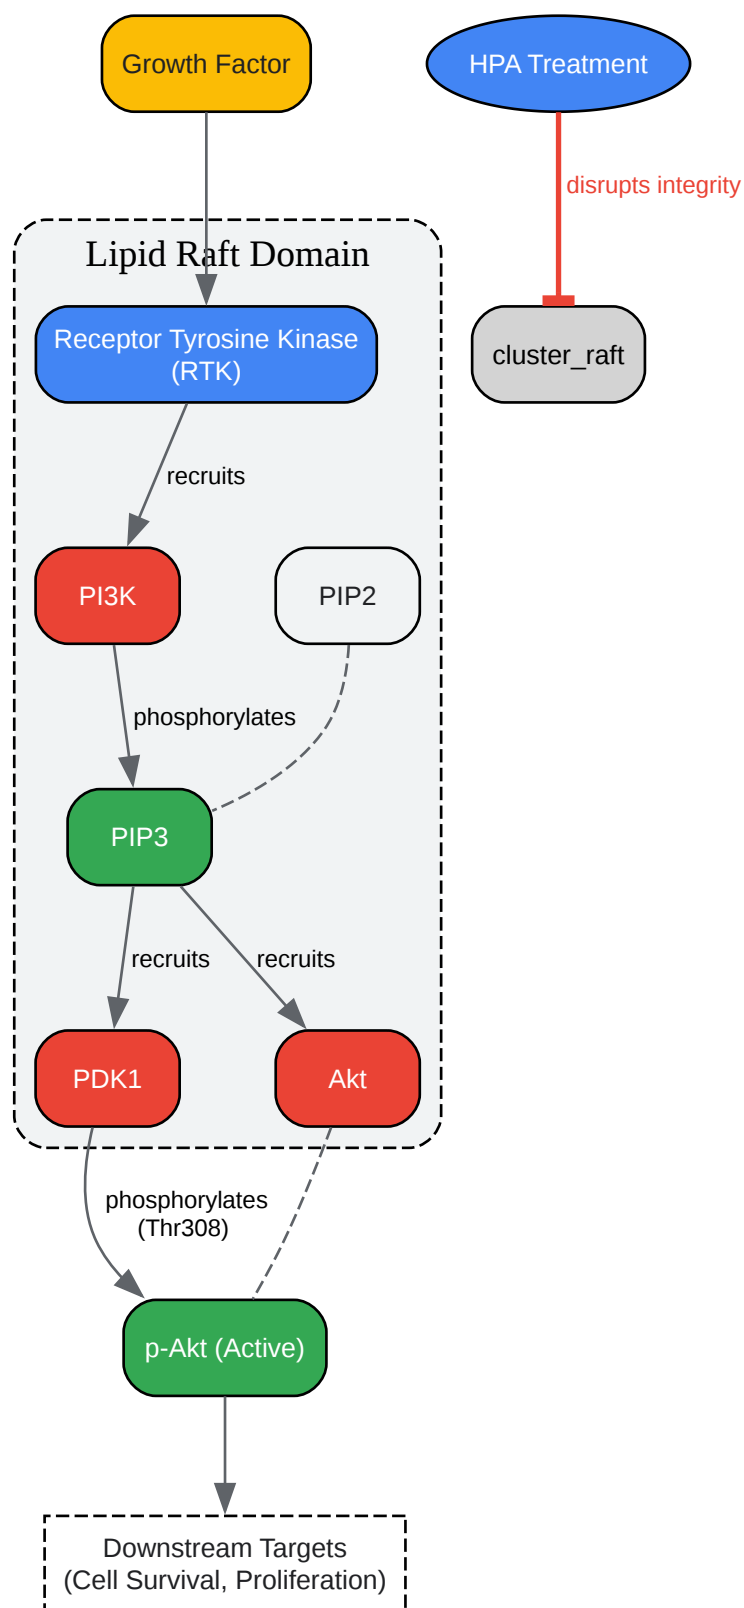 Growth Factor
HPA Treatment
disrupts integrity
Lipid Raft Domain
Receptor Tyrosine Kinase
(RTK)
cluster_raft
recruits
PI3K
PIP2
phosphorylates
PIP3
recruits
recruits
PDK1
Akt
phosphorylates
(Thr308)
p-Akt (Active)
Downstream Targets
(Cell Survival, Proliferation)